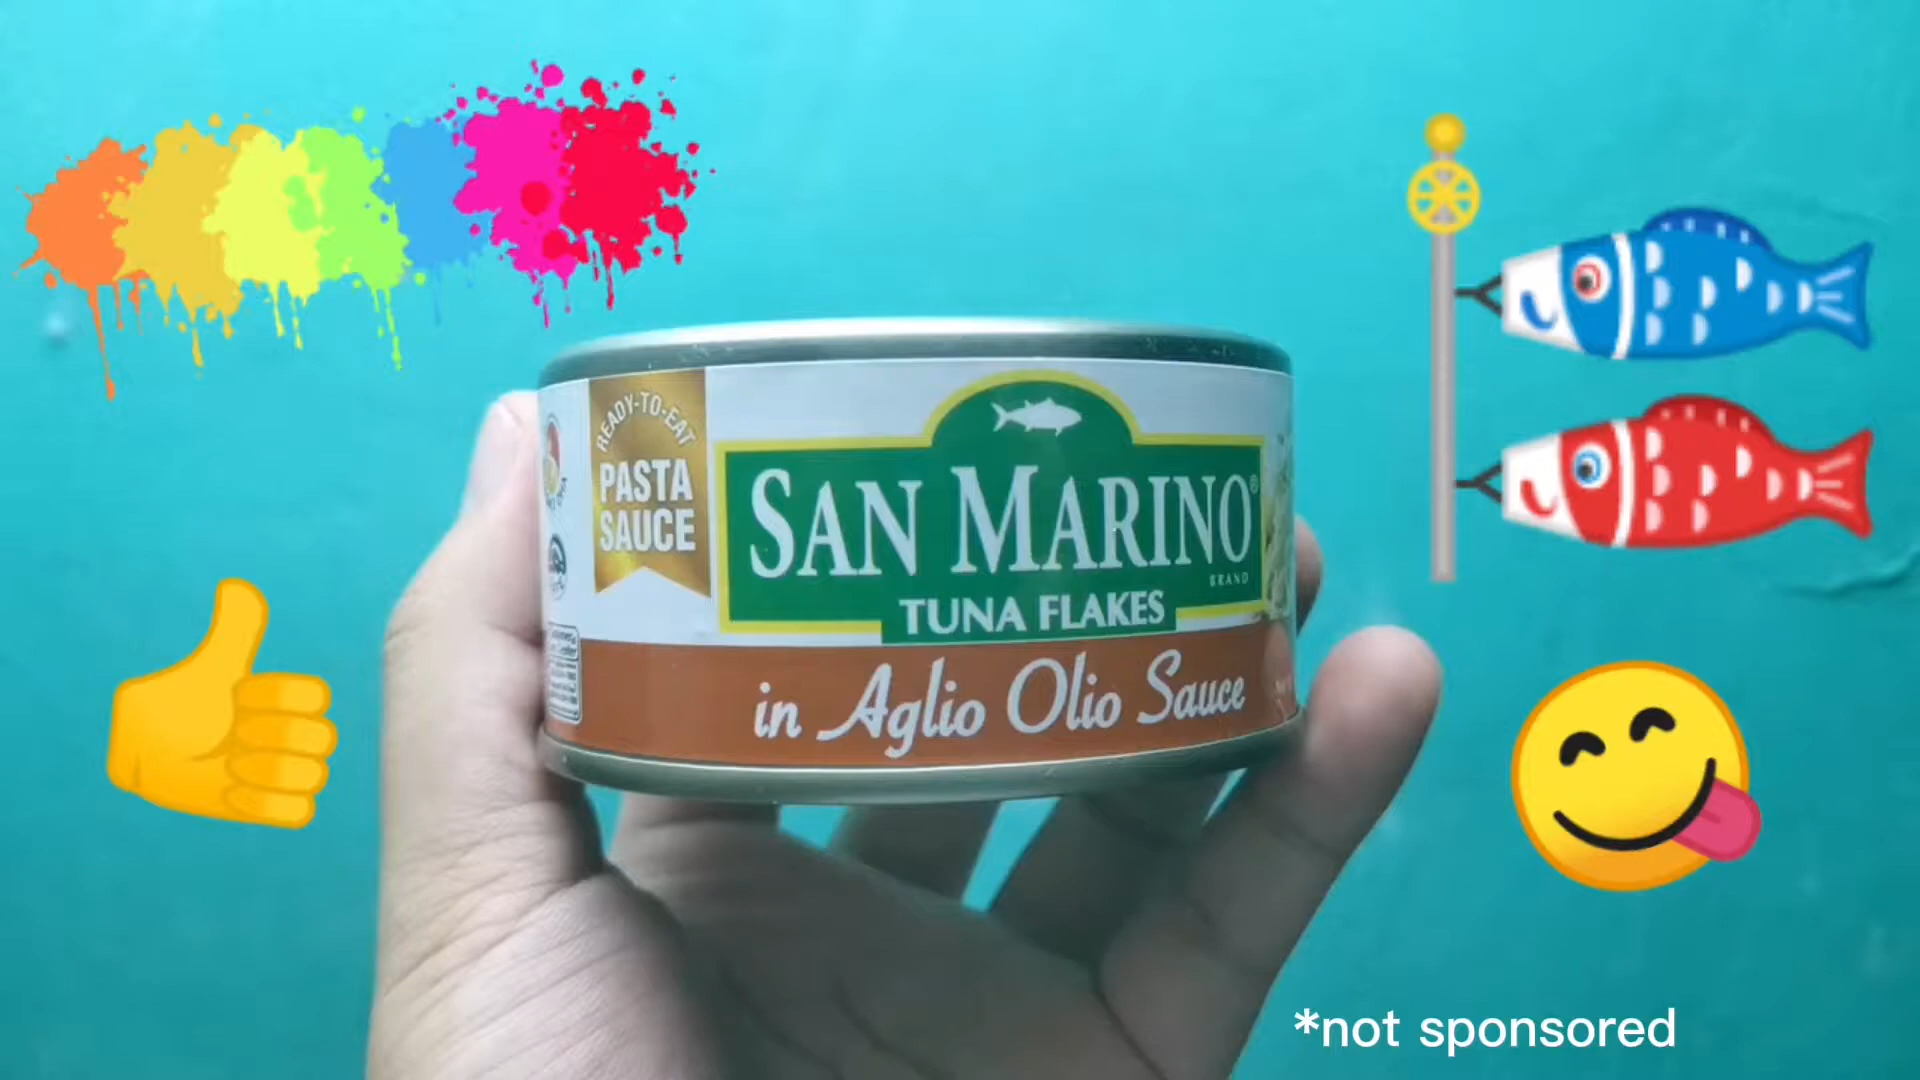 READY-TO-EAT
PASTA
SAUCE
SAN MARINO®
BRAND
TUNA FLAKES
in Aglio Olio Sauce
*not sponsored